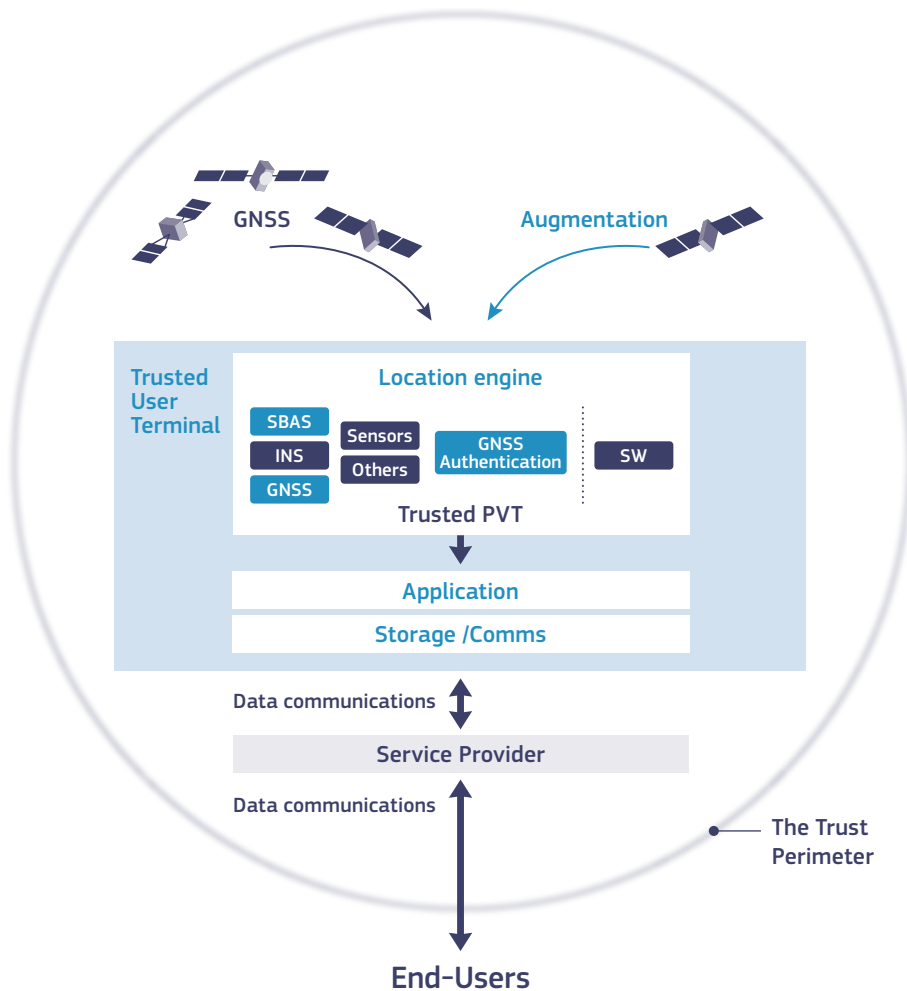 GNSS
Augmentation
Trusted
User
Terminal
Location engine
SBAS
INS
GNSS
Sensors
Others
GNSS
Authentication
SW
Trusted PVT
Application
Storage /Comms
Data communications
Service Provider
Data communications
The Trust
Perimeter
End-Users